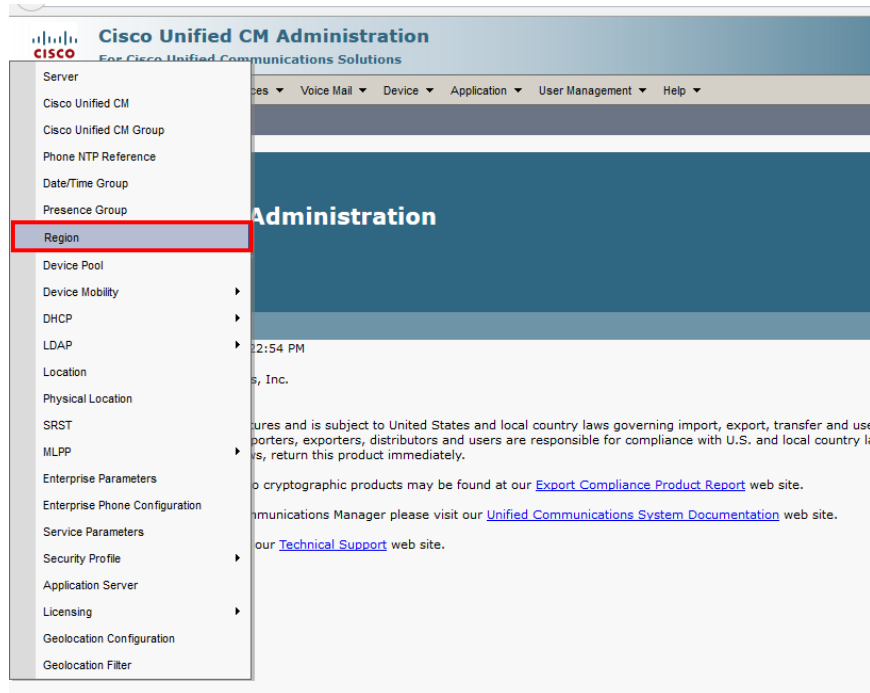 Cisco Unified CM Administration
CISCO
For Cisco Unified Communications Solutions
Voice Mail Device Application User Management Help
Server
Cisco Unified CM
Cisco Unified CM Group
Phone NTP Reference
Date/Time Group
Presence Group
Region
Device Pool
Device Mobility
DHCP
LDAP
Location
Physical Location
SRST
MLPP
Enterprise Parameters
Enterprise Phone Configuration
Service Parameters
Security Profile
Application Server
Licensing
Geolocation Configuration
Geolocation Filter
Administration
22:54 PM
s, Inc.
tures and is subject to United States and local country laws governing import, export, transfer and use
porters, exporters, distributors and users are responsible for compliance with U.S. and local country
return this product immediately.
o cryptographic products may be found at our Export Compliance Product Report web site.
Manager please visit our Unified Communications System Documentation web site.
our Technical Support web site.